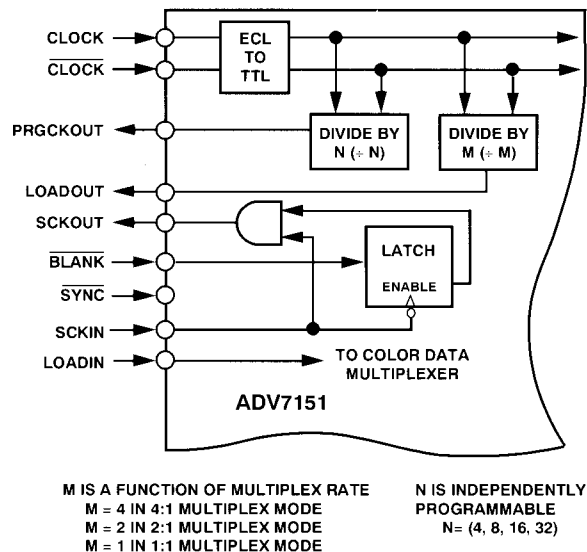 CLOCK
CLOCK
ECL
TO
TTL
PRGCKOUT
DIVIDE BY
N (÷ N)
DIVIDE BY
M (÷ M)
LOADOUT
SCKOUT
BLANK
LATCH
ENABLE
SYNC
SCKIN
LOADIN
TO COLOR DATA
MULTIPLEXER
ADV7151
M IS A FUNCTION OF MULTIPLEX RATE
M = 4 IN 4:1 MULTIPLEX MODE
M = 2 IN 2:1 MULTIPLEX MODE
M = 1 IN 1:1 MULTIPLEX MODE
N IS INDEPENDENTLY
PROGRAMMABLE
N= (4, 8, 16, 32)